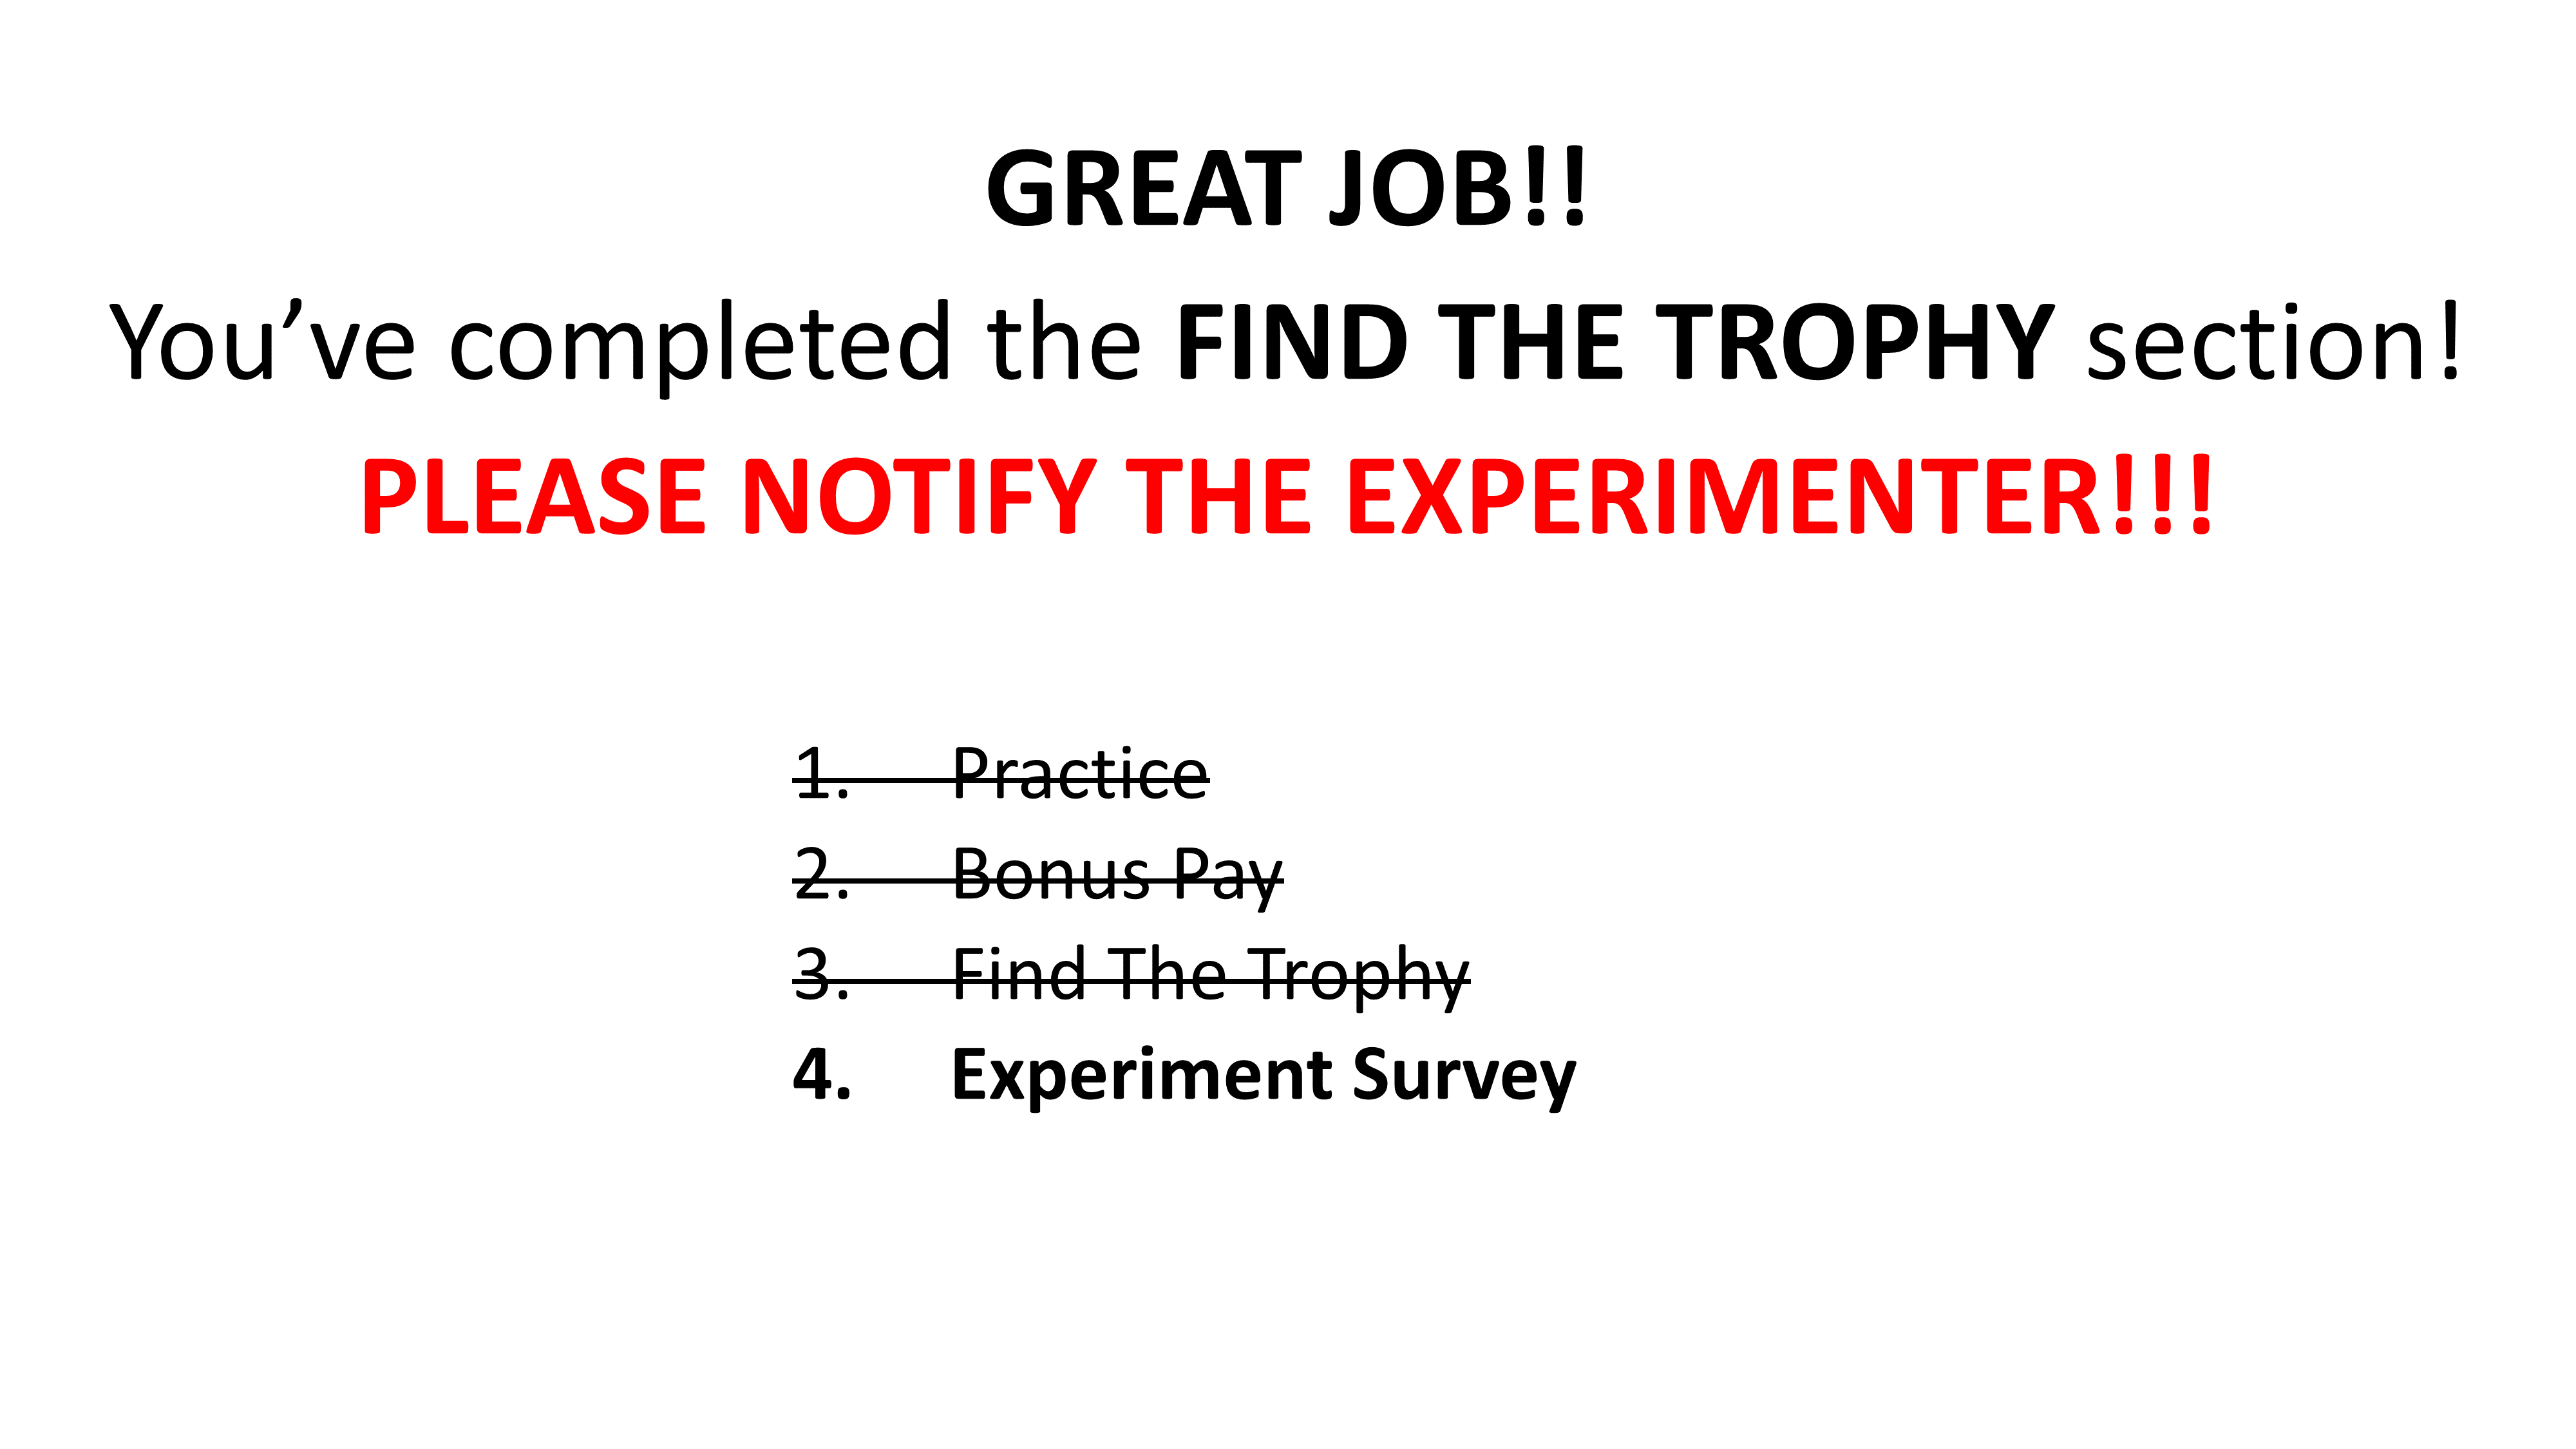 GREAT JOB!!
You’ve completed the FIND THE TROPHY section!
PLEASE NOTIFY THE EXPERIMENTER!!!
1. Practice
2. Bonus Pay
3. Find The Trophy
4. Experiment Survey